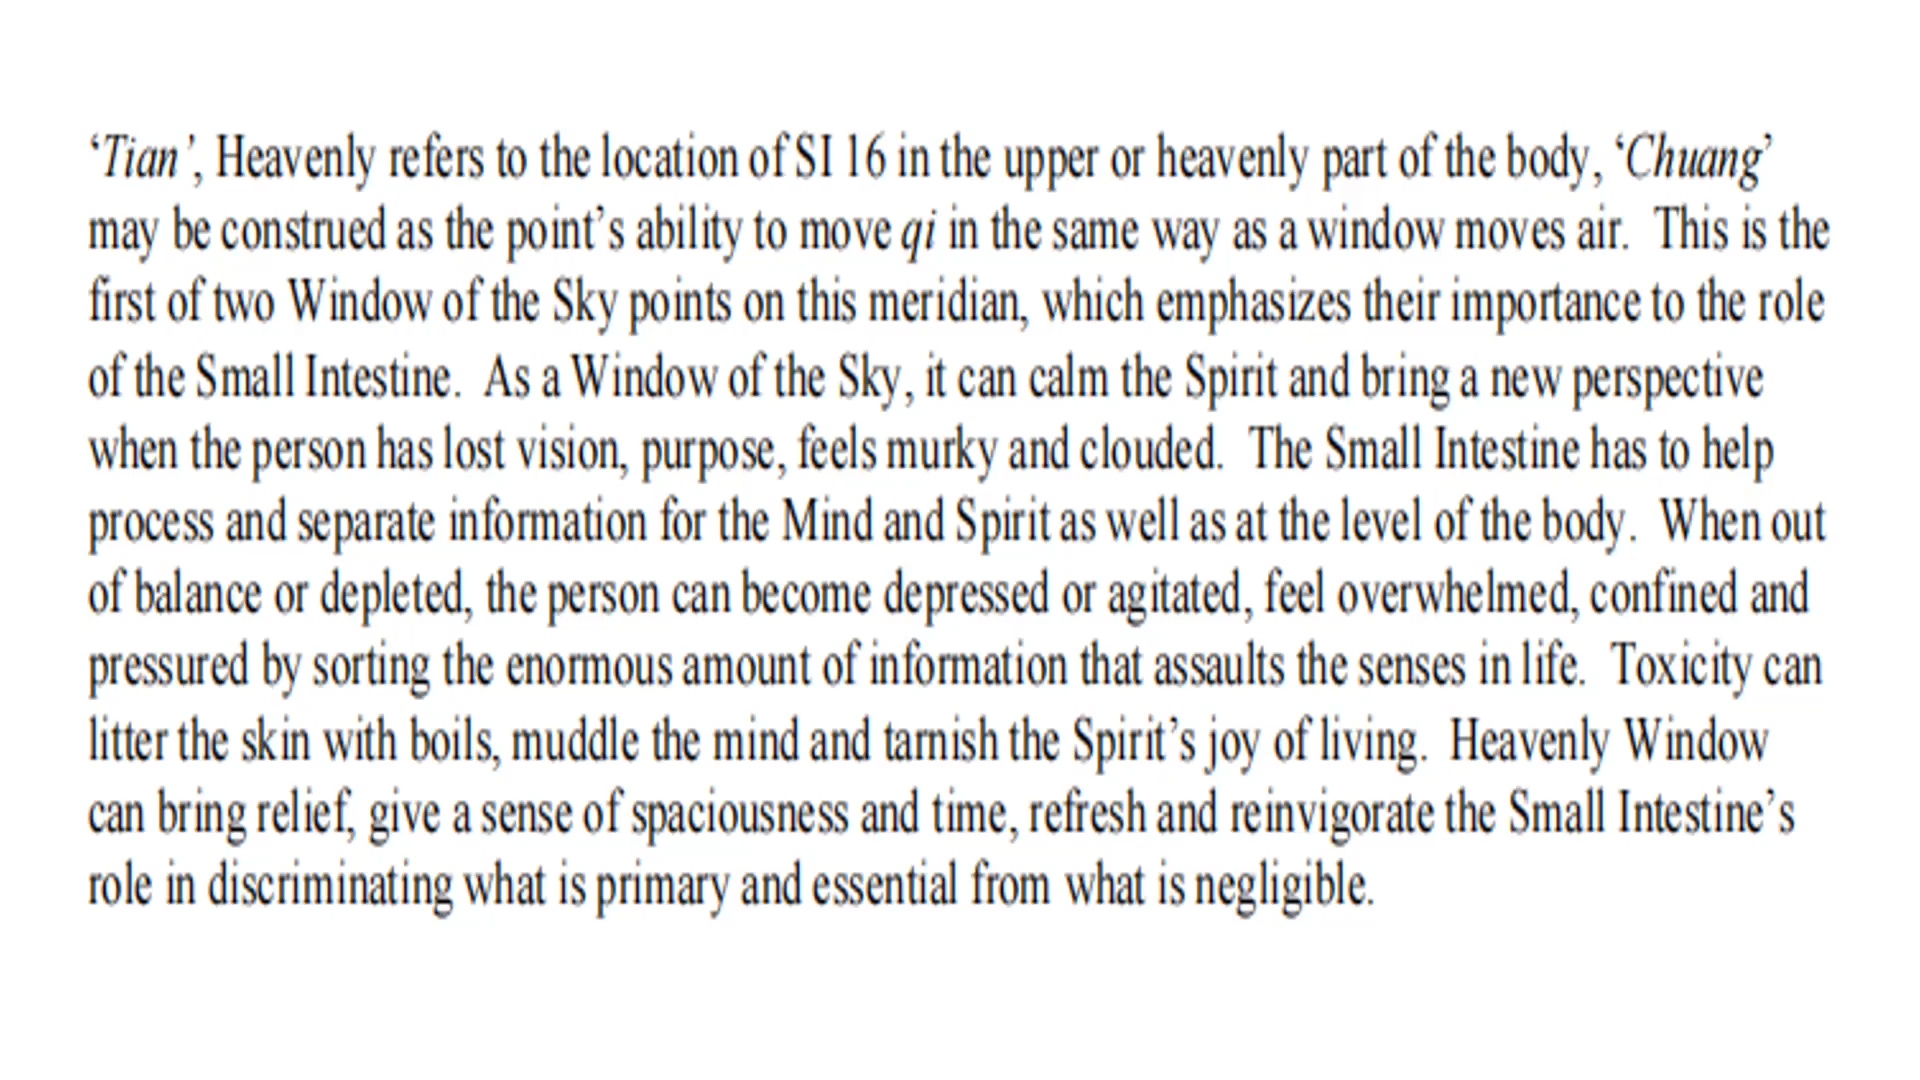 ‘Tian’, Heavenly refers to the location of SI 16 in the upper or heavenly part of the body, ‘Chuang’
may be construed as the point’s ability to move qi in the same way as a window moves air.  This is the
first of two Window of the Sky points on this meridian, which emphasizes their importance to the role
of the Small Intestine.  As a Window of the Sky, it can calm the Spirit and bring a new perspective
when the person has lost vision, purpose, feels murky and clouded.  The Small Intestine has to help
process and separate information for the Mind and Spirit as well as at the level of the body.  When out
of balance or depleted, the person can become depressed or agitated, feel overwhelmed, confined and
pressured by sorting the enormous amount of information that assaults the senses in life.  Toxicity can
litter the skin with boils, muddle the mind and tarnish the Spirit’s joy of living.  Heavenly Window
can bring relief, give a sense of spaciousness and time, refresh and reinvigorate the Small Intestine’s
role in discriminating what is primary and essential from what is negligible.